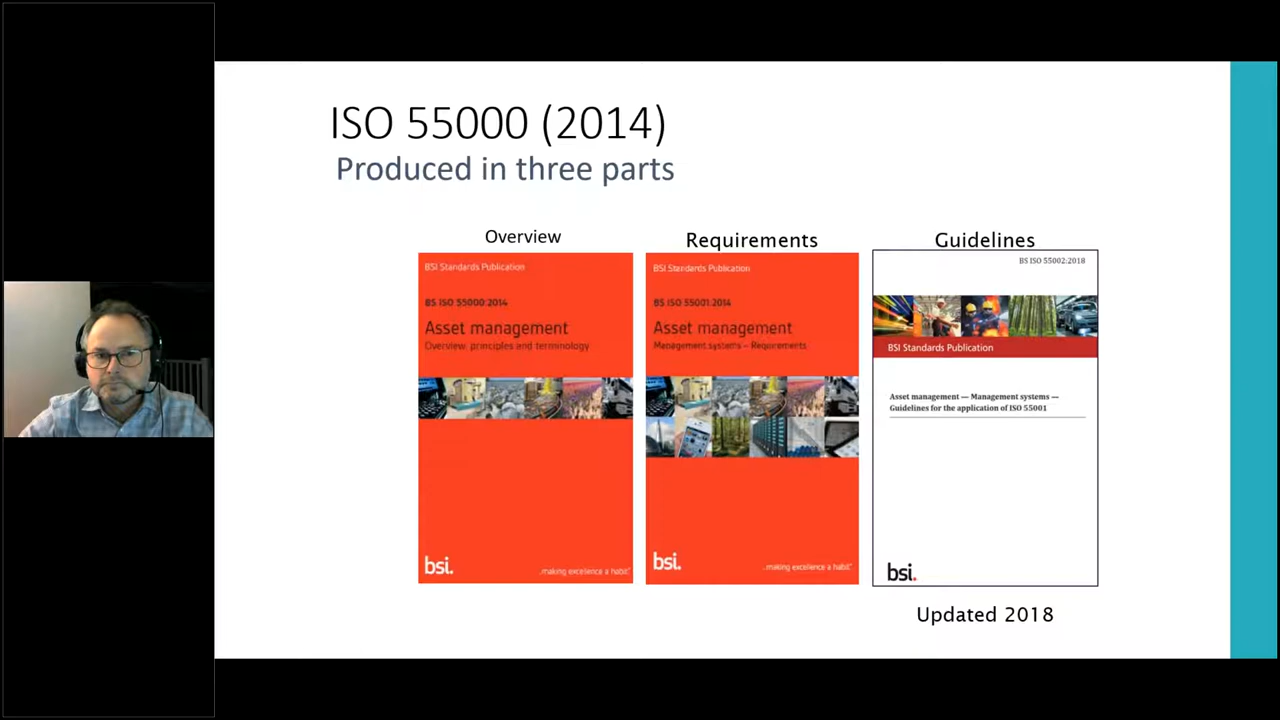 ISO 55000 (2014)
Produced in three parts
Overview
BSI Standards Publication
BS ISO 55000:2014
Asset management
Overview, principles and terminology
bsi.
...making excellence a habit."
Requirements
BSI Standards Publication
BS ISO 55001:2014
Asset management
Management systems – Requirements
bsi.
...making excellence a habit."
Guidelines
BS ISO 55002:2018
BSI Standards Publication
Asset management — Management systems —
Guidelines for the application of ISO 55001
bsi.
Updated 2018